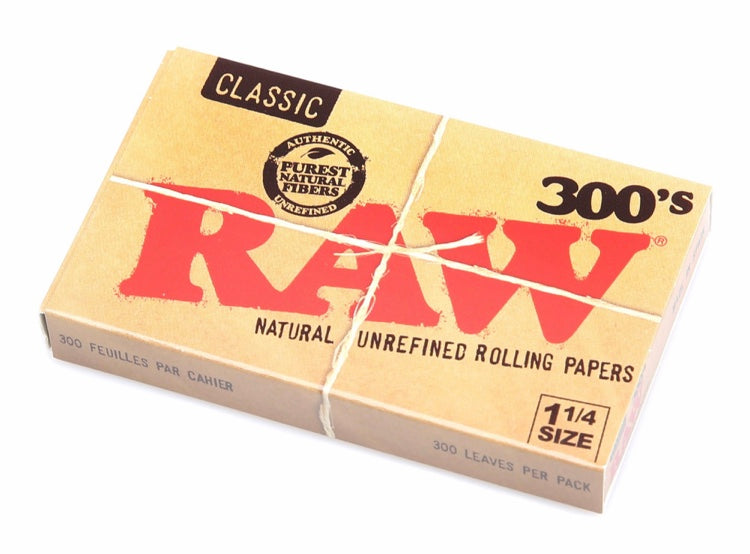 CLASSIC
AUTHENTIC
PUREST
NATURAL
FIBERS
UNREFINED
300's
RAW®
NATURAL UNREFINED ROLLING PAPERS
1 1/4
SIZE
300 FEUILLES PAR CAHIER
300 LEAVES PER PACK